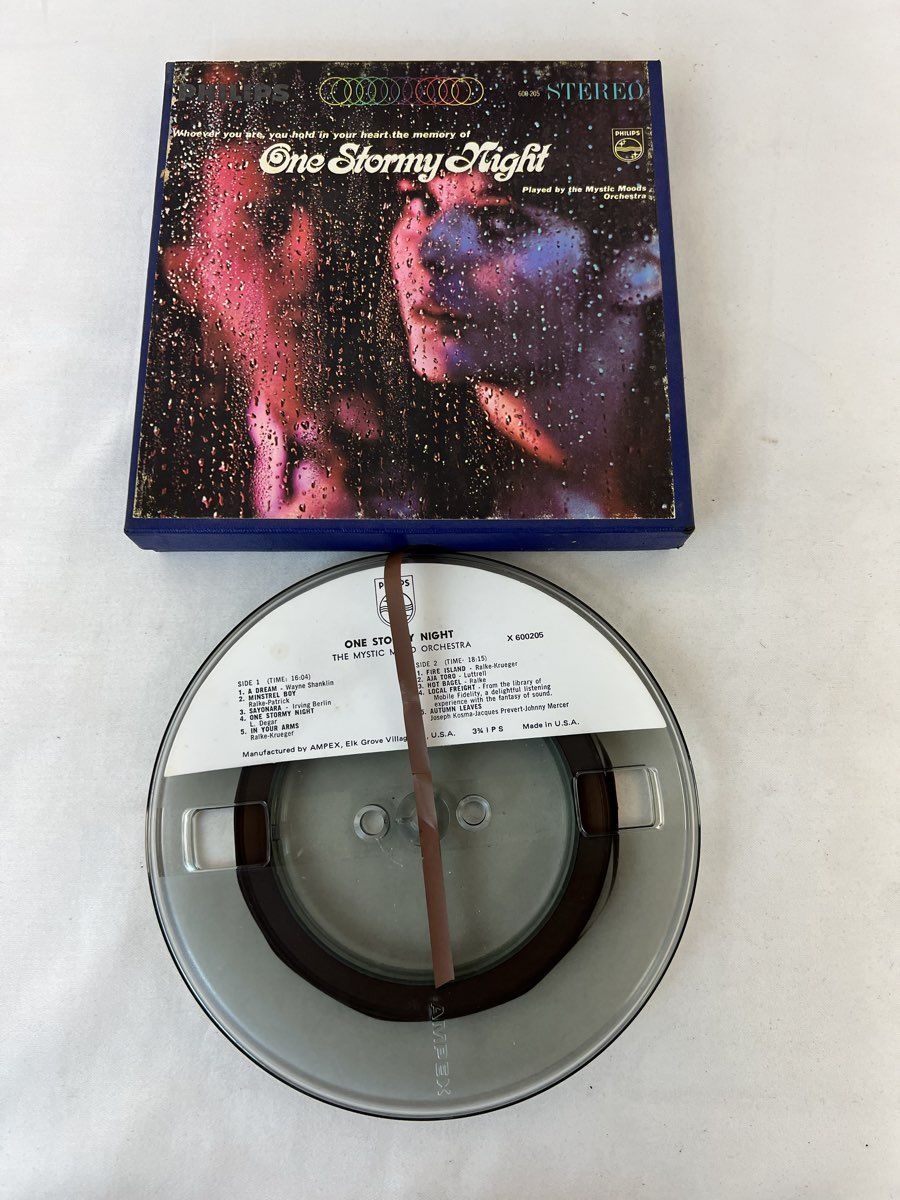 PHILIPS
600 205 STEREO
PHILIPS
Whoever you are, you hold in your heart the memory of
One Stormy Night
Played by the Mystic Moods
Orchestra
ONE STO Y NIGHT
THE MYSTIC M OD ORCHESTRA
X 600205
SIDE 1 (TIME: 16:04)
1. A DREAM - Wayne Shanklin
2. MINSTREL BOY
Ralke-Patrick
3. SAYONARA - Irving Berlin
4. ONE STORMY NIGHT
L. Degar
5. IN YOUR ARMS
Ralke-Krueger
SIDE 2 (TIME: 18:15)
1. FIRE ISLAND - Ralke-Krueger
2. AJA TORO - Luttrell
3. HOT BAGEL - Ralke
4. LOCAL FREIGHT - From the library of
Mobile Fidelity, a delightful listening
experience with the fantasy of sound.
5. AUTUMN LEAVES
Joseph Kosma-Jacques Prevert-Johnny Mercer
Manufactured by AMPEX, Elk Grove Villag , U.S.A. 3¾ I P S Made in U.S.A.
AMPEX